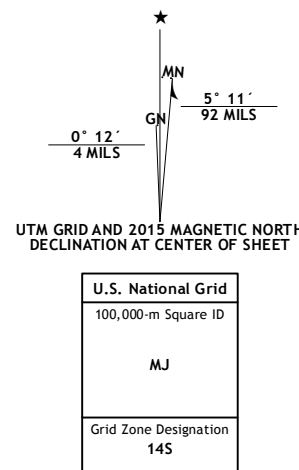 ★
MN
5° 11´
92 MILS
GN
0° 12´
4 MILS
UTM GRID AND 2015 MAGNETIC NORTH
DECLINATION AT CENTER OF SHEET
U.S. National Grid
100,000-m Square ID
MJ
Grid Zone Designation
14S